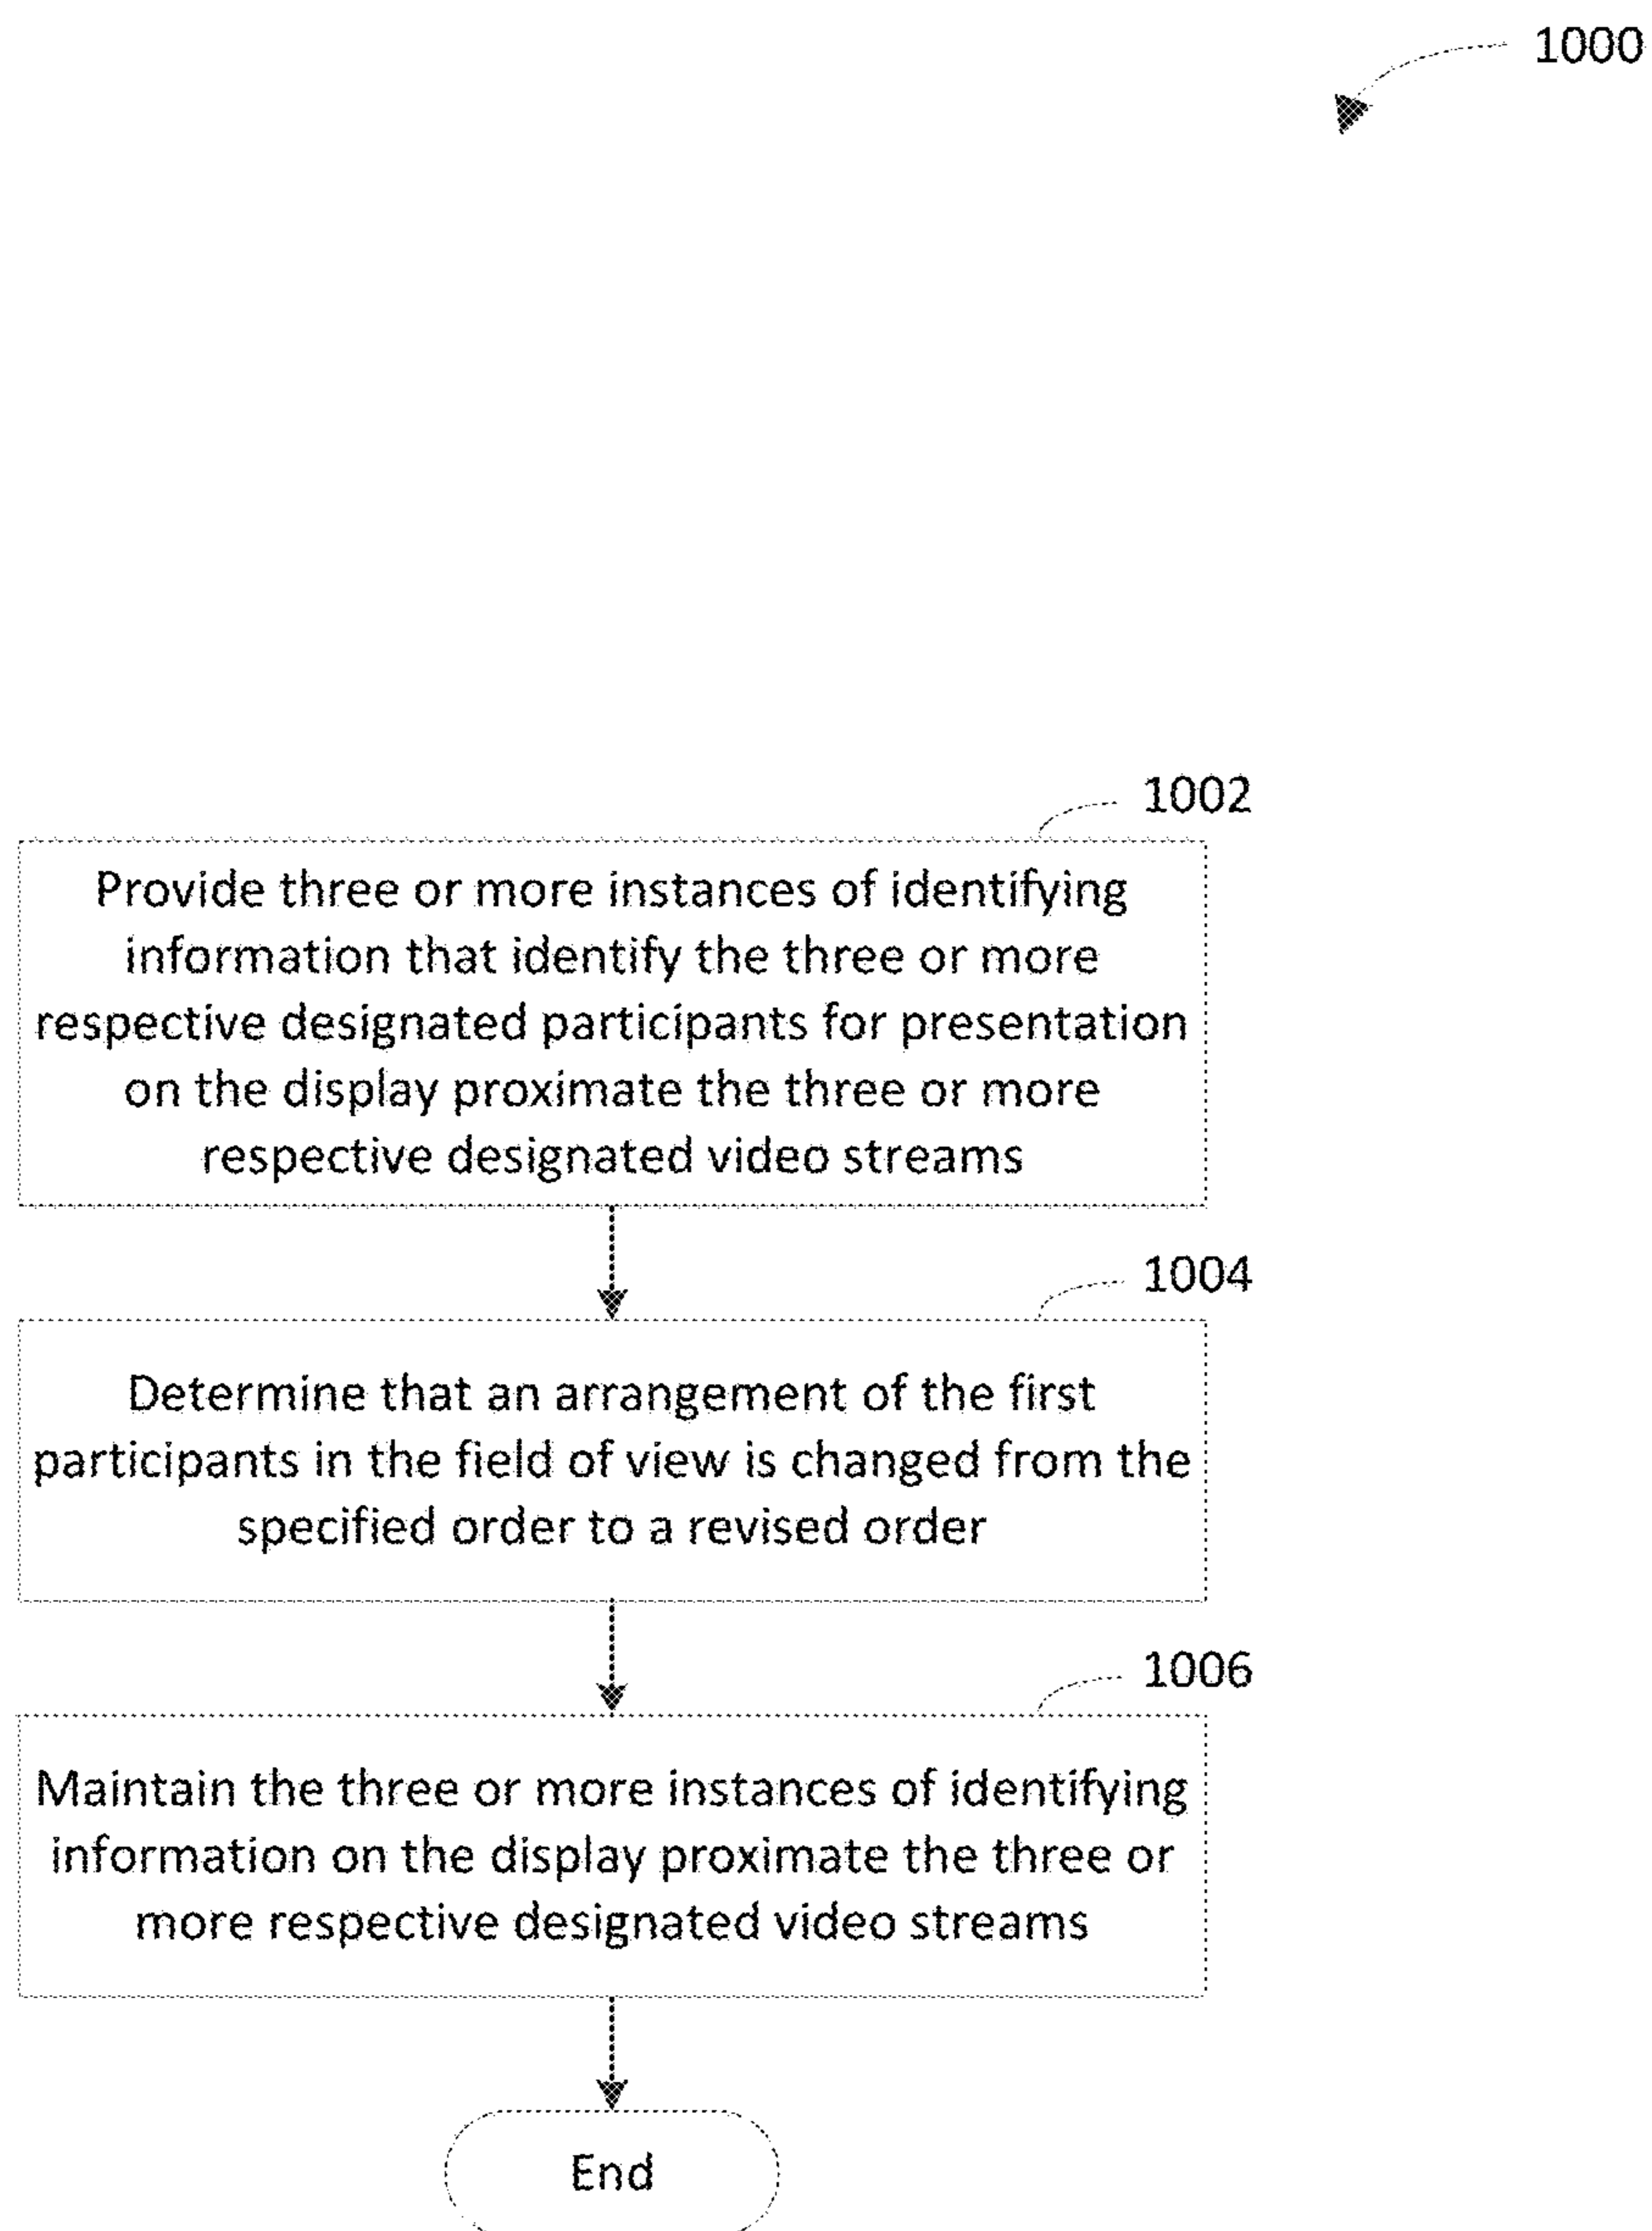 1000
1002
Provide three or more instances of identifying
information that identify the three or more
respective designated participants for presentation
on the display proximate the three or more
respective designated video streams
1004
Determine that an arrangement of the first
participants in the field of view is changed from the
specified order to a revised order
1006
Maintain the three or more instances of identifying
information on the display proximate the three or
more respective designated video streams
End